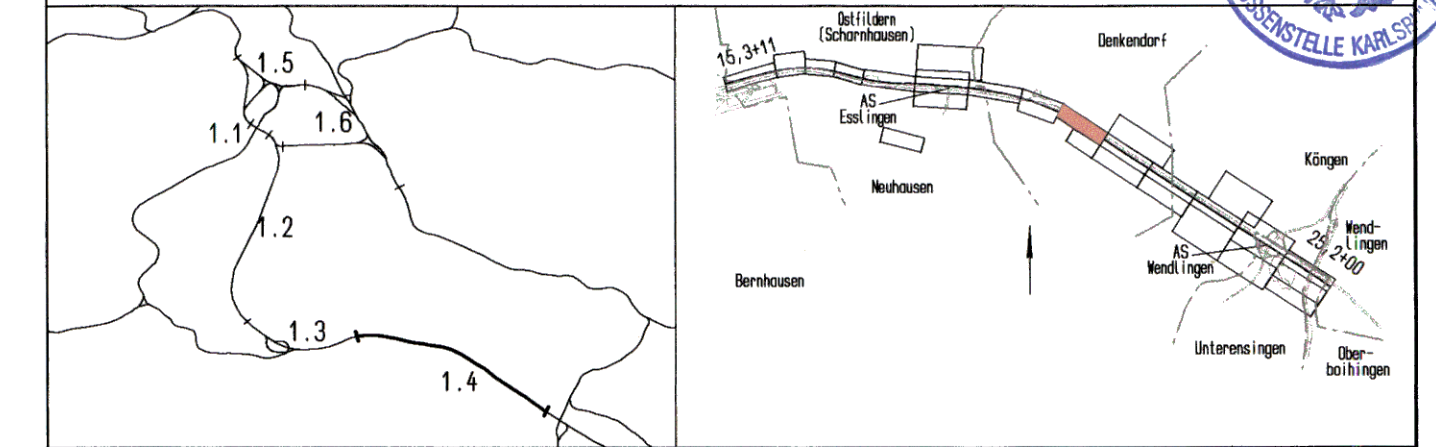 1.5
1.1
1.6
1.2
1.3
1.4
Ostfildern
(Scharnhausen)
Denkendorf
15,3+11
AS
Esslingen
Neuhausen
Köngen
Bernhausen
Wend-
lingen
25,2+00
AS
Wendlingen
Unterensingen
Ober-
boihingen
SSENSTELLE KARLSR